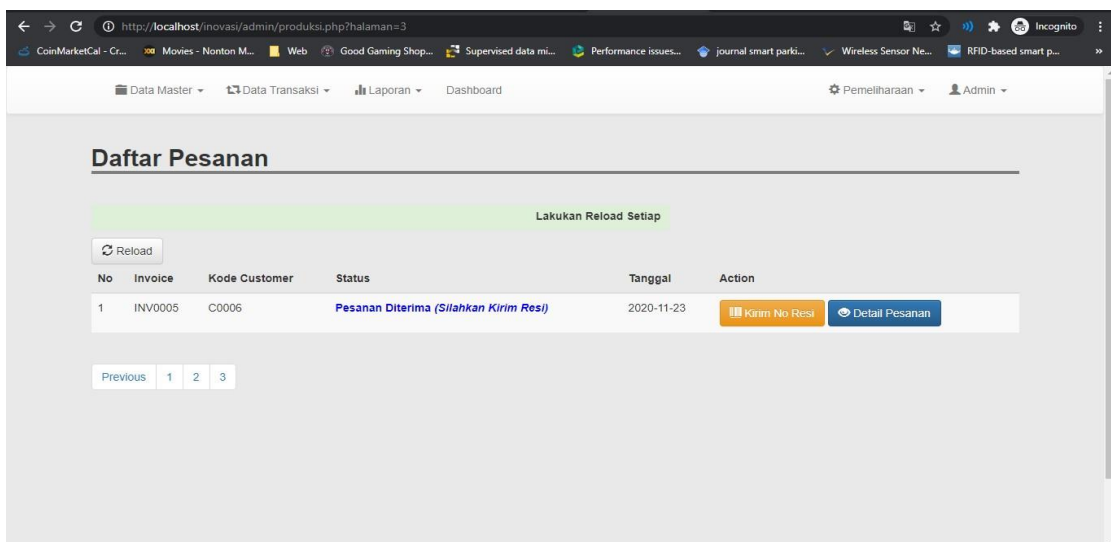 http://localhost/inovasi/admin/produksi.php?halaman=3 Incognito
CoinMarketCal - Cr... XXI Movies - Nonton M... Web Good Gaming Shop... Supervised data mi... Performance issues... journal smart parki... Wireless Sensor Ne... RFID-based smart p... »
Data Master Data Transaksi Laporan Dashboard Pemeliharaan Admin
Daftar Pesanan
Lakukan Reload Setiap
Reload
No Invoice Kode Customer Status Tanggal Action
1 INV0005 C0006 Pesanan Diterima (Silahkan Kirim Resi) 2020-11-23 Kirim No Resi Detail Pesanan
Previous 1 2 3